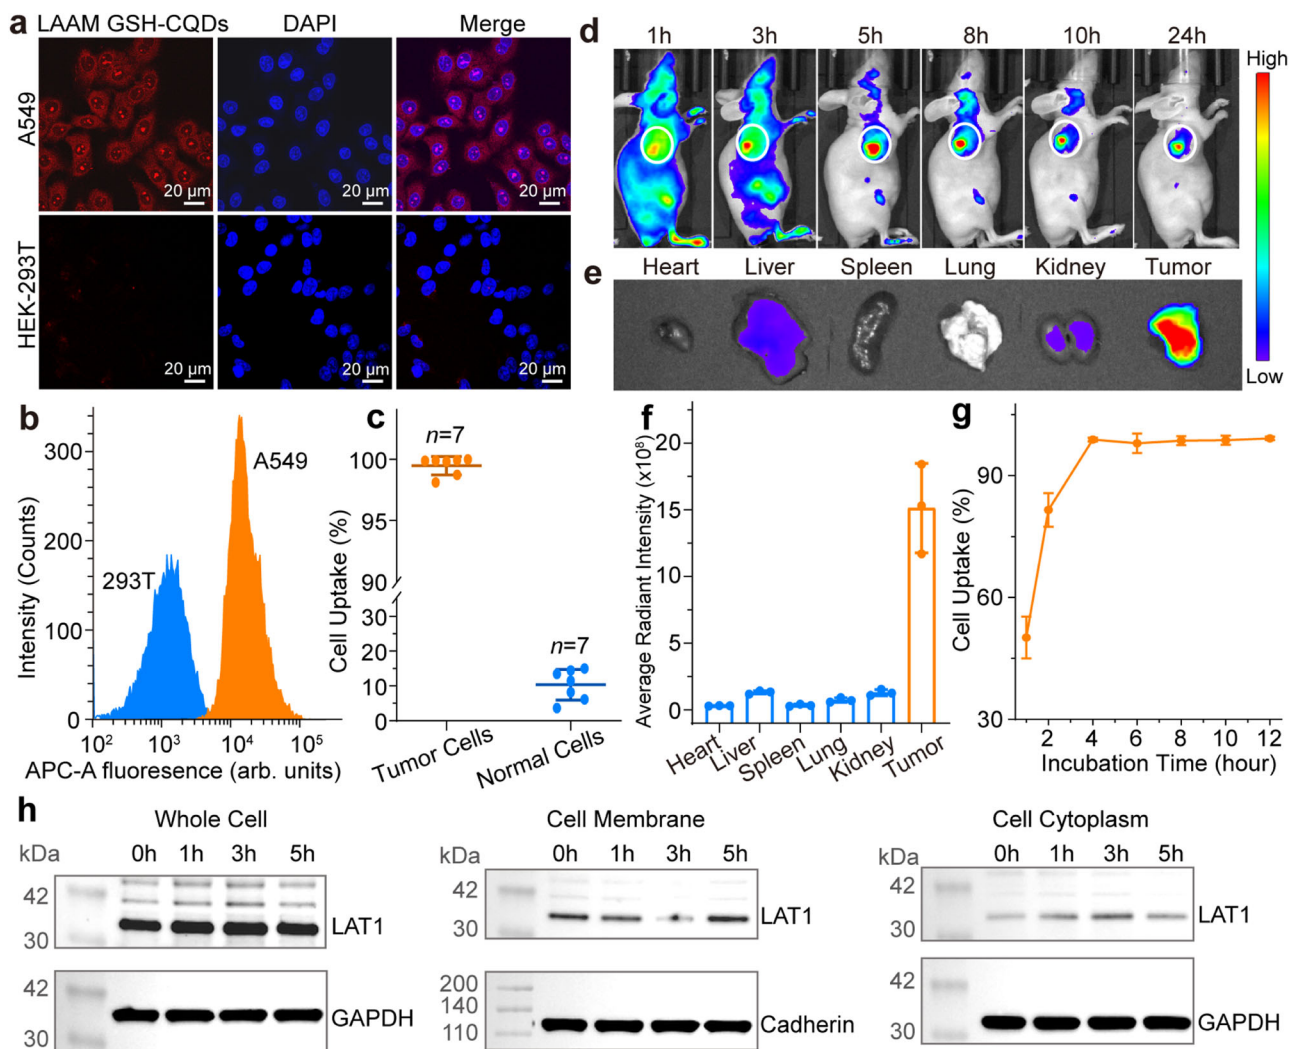 a
LAAM GSH-CQDs DAPI Merge
A549
20 µm 20 µm 20 µm
HEK-293T
20 µm 20 µm 20 µm
d
1h 3h 5h 8h 10h 24h
High
Low
e
Heart Liver Spleen Lung Kidney Tumor
b
Intensity (Counts)
300
200
100
0
293T
A549
10² 10³ 10⁴ 10⁵
APC-A fluoresence (arb. units)
c
Cell Uptake (%)
100
95
90
30
20
10
0
n=7
n=7
Tumor Cells Normal Cells
f
Average Radiant Intensity (x10⁸)
20
15
10
5
0
Heart Liver Spleen Lung Kidney Tumor
g
Cell Uptake (%)
90
60
30
2 4 6 8 10 12
Incubation Time (hour)
h
Whole Cell
kDa 0h 1h 3h 5h
42
30
LAT1
42
30
GAPDH
Cell Membrane
kDa 0h 1h 3h 5h
42
30
LAT1
200
140
110
Cadherin
Cell Cytoplasm
kDa 0h 1h 3h 5h
42
30
LAT1
42
30
GAPDH